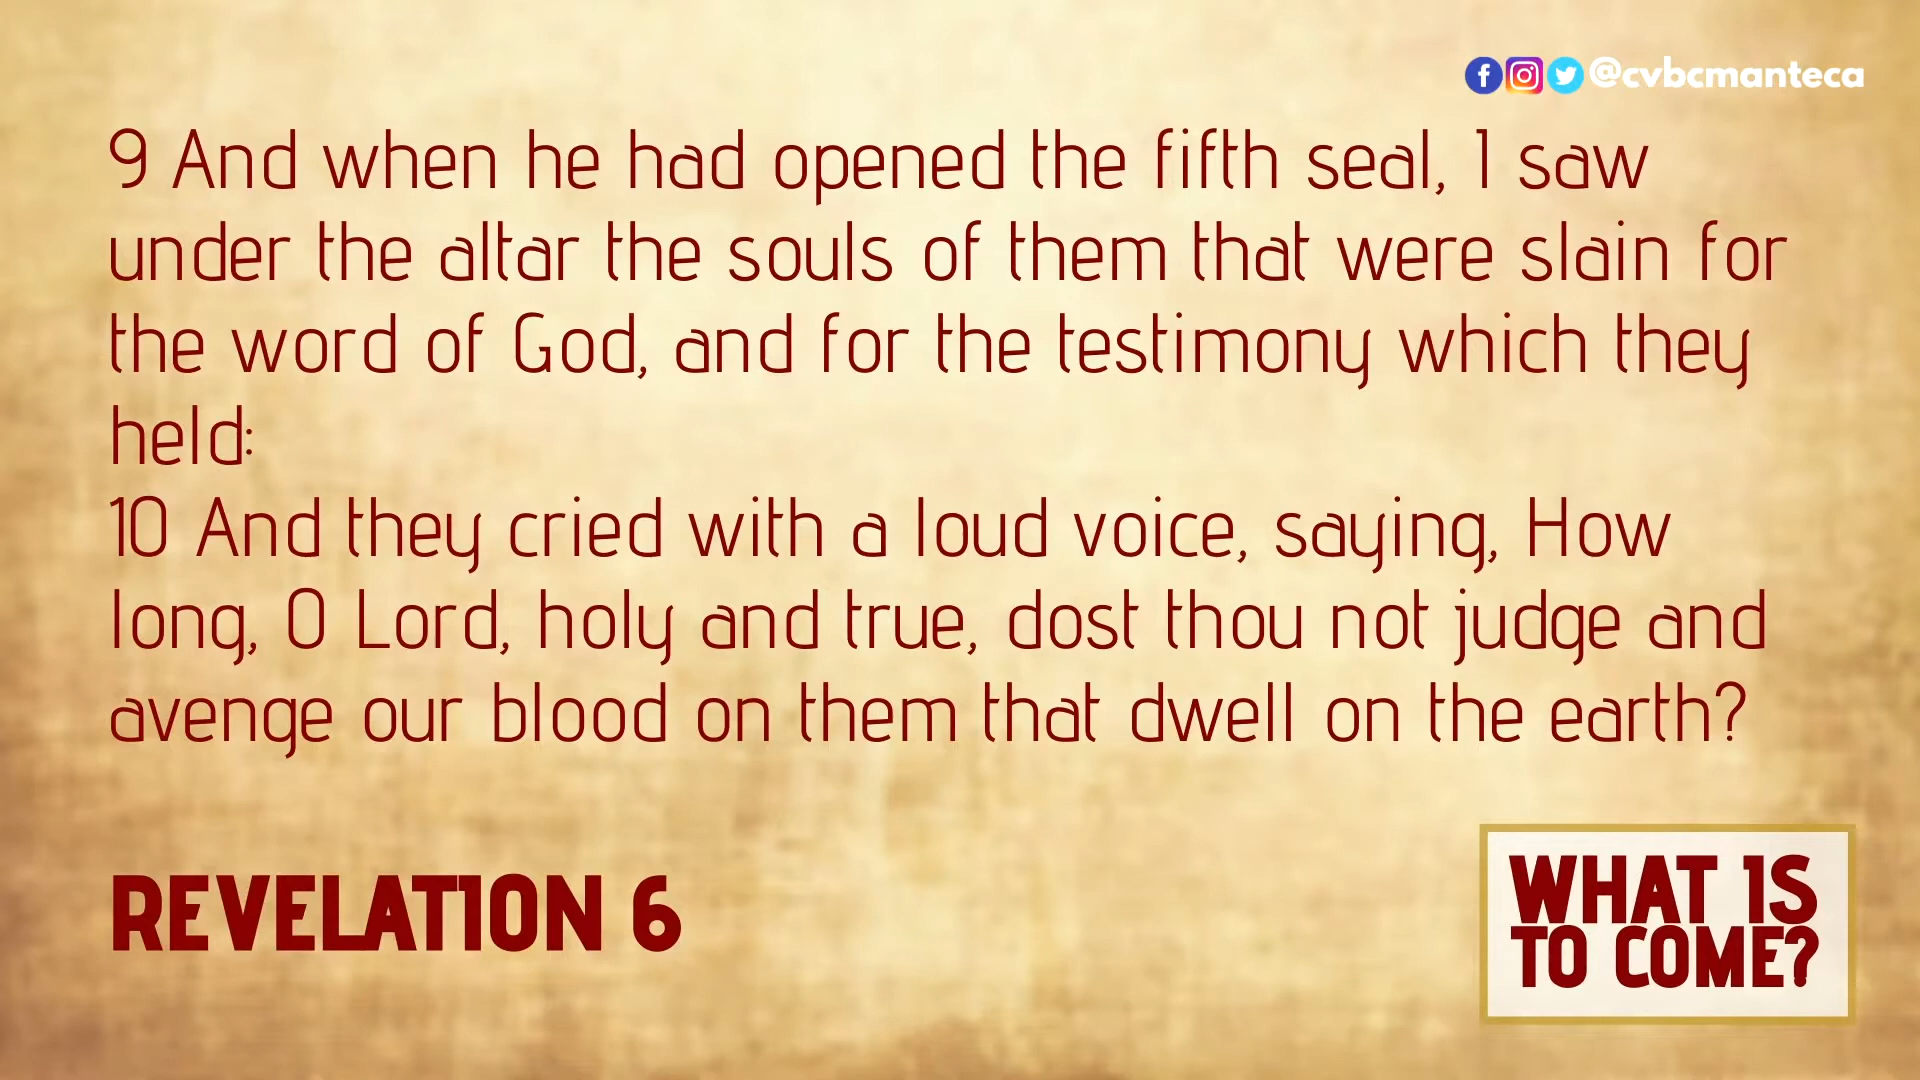 @cvbcmanteca
9 And when he had opened the fifth seal, I saw
under the altar the souls of them that were slain for
the word of God, and for the testimony which they
held:
10 And they cried with a loud voice, saying, How
long, O Lord, holy and true, dost thou not judge and
avenge our blood on them that dwell on the earth?
REVELATION 6
WHAT IS
TO COME?